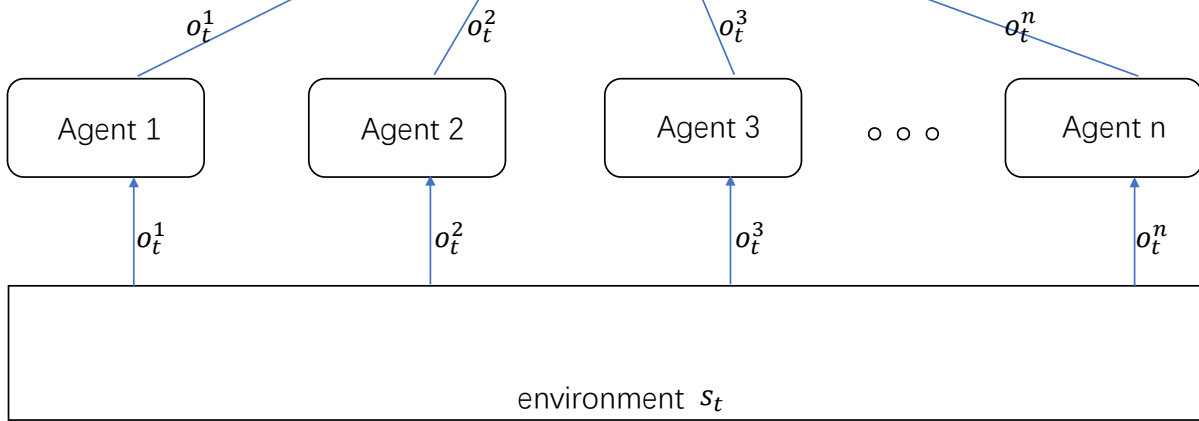 o_t^1 o_t^2 o_t^3 o_t^n
Agent 1 Agent 2 Agent 3 Agent n
o_t^1 o_t^2 o_t^3 o_t^n
environment s_t